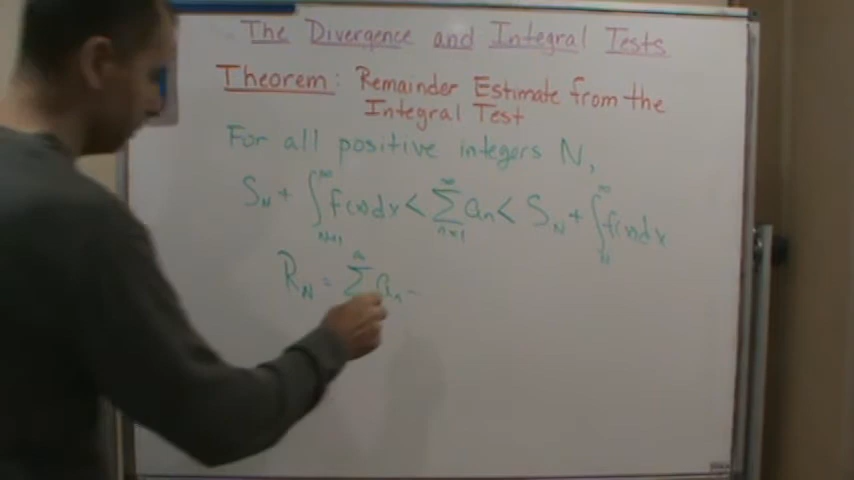 The Divergence and Integral Tests
Theorem: Remainder Estimate from the
Integral Test
For all positive integers N,
S_N + ∫_{N+1}^∞ f(x)dx < ∑_{n=1}^∞ a_n < S_N + ∫_N^∞ f(x)dx
R_N = ∑ a_n -